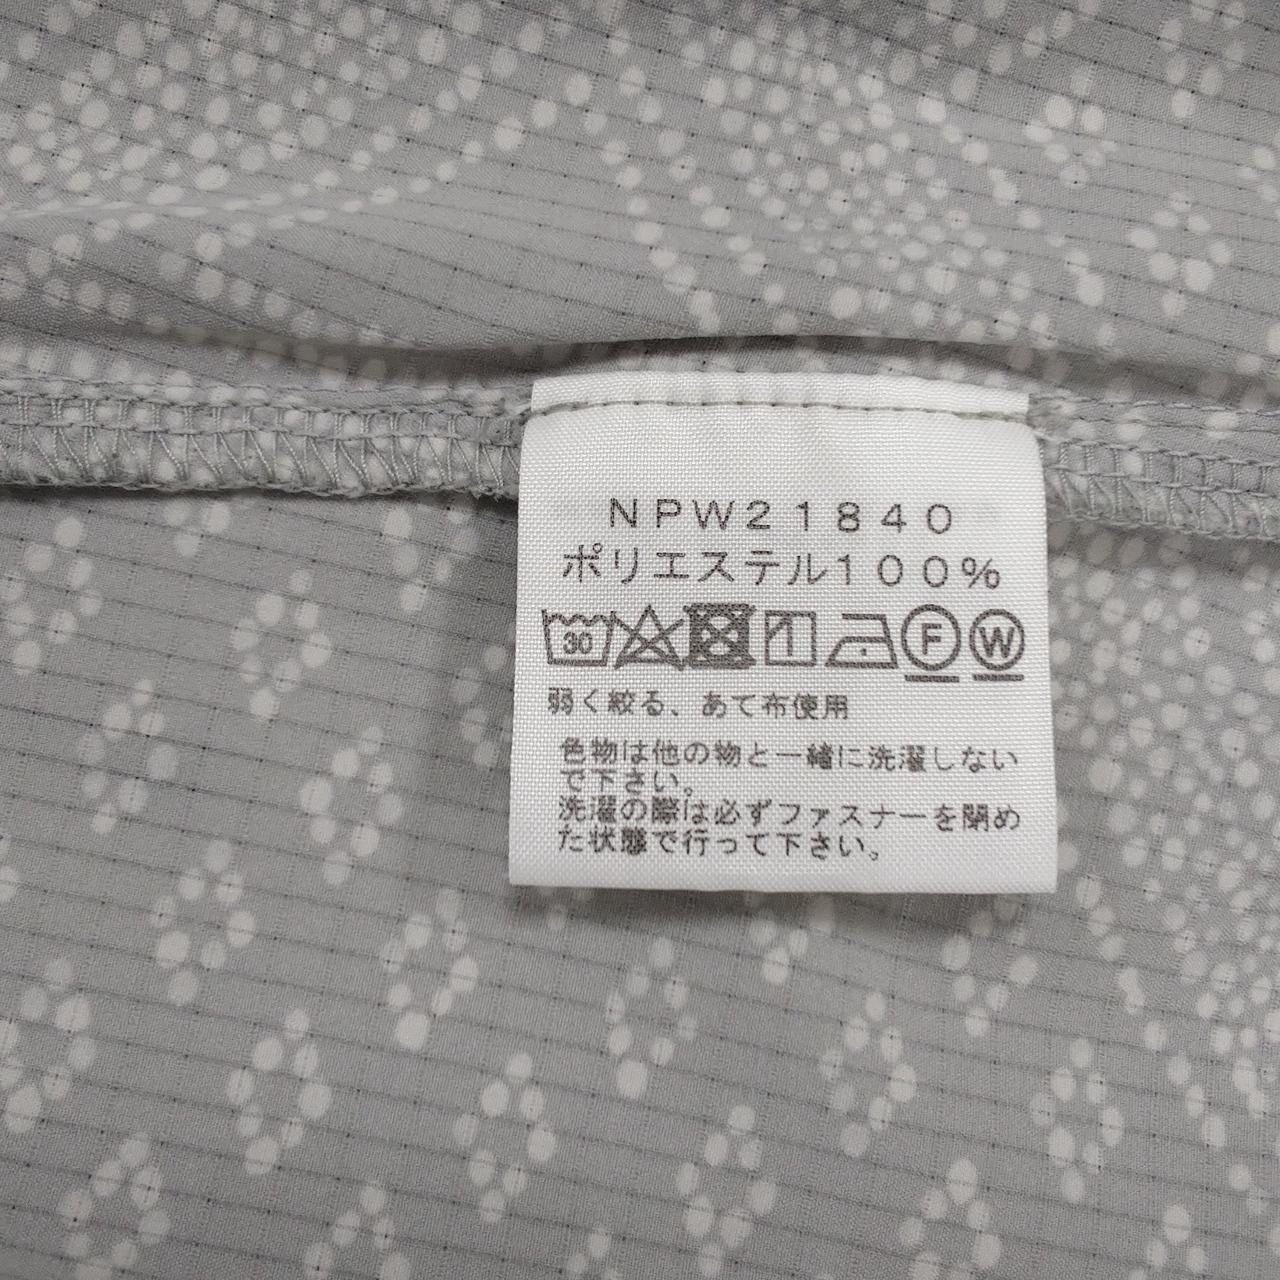 NPW21840
ポリエステル100%
30 F W
弱く絞る、あて布使用
色物は他の物と一緒に洗濯しない
で下さい。
洗濯の際は必ずファスナーを閉め
た状態で行って下さい。